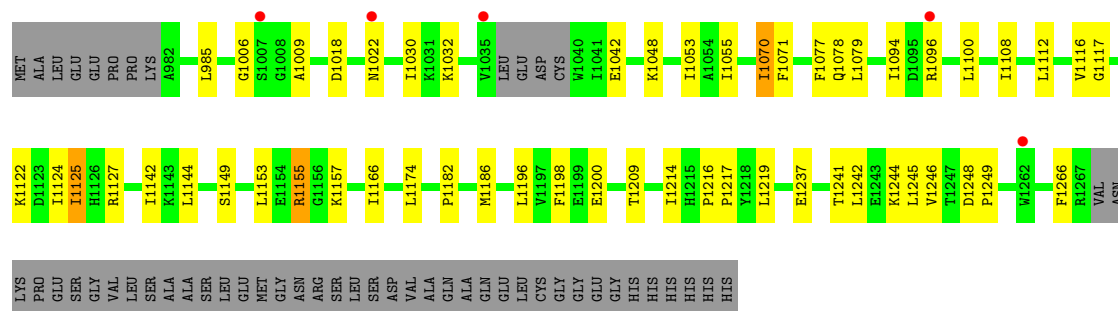 MET ALA LEU GLU GLU PRO PRO LYS A982 L985 G1006 S1007 G1008 A1009 D1018 N1022 I1030 K1031 K1032 V1035 LEU GLU ASP CYS W1040 I1041 E1042 K1048 I1053 A1054 I1055 I1070 F1071 F1077 Q1078 L1079 I1094 D1095 R1096 L1100 I1108 L1112 V1116 G1117
K1122 D1123 I1124 I1125 H1126 R1127 I1142 K1143 L1144 S1149 L1153 E1154 R1155 G1156 K1157 I1166 L1174 P1182 M1186 L1196 V1197 F1198 E1199 E1200 T1209 I1214 H1215 P1216 P1217 Y1218 L1219 E1237 T1241 L1242 E1243 K1244 L1245 V1246 T1247 D1248 P1249 W1262 F1266 R1267 VAL ASN
LYS PRO GLU SER GLY VAL LEU SER ALA ALA SER LEU GLU MET GLY ASN ARG SER LEU SER ASP VAL ALA GLN ALA GLN GLU LEU CYS GLY GLY GLU GLY HIS HIS HIS HIS HIS HIS